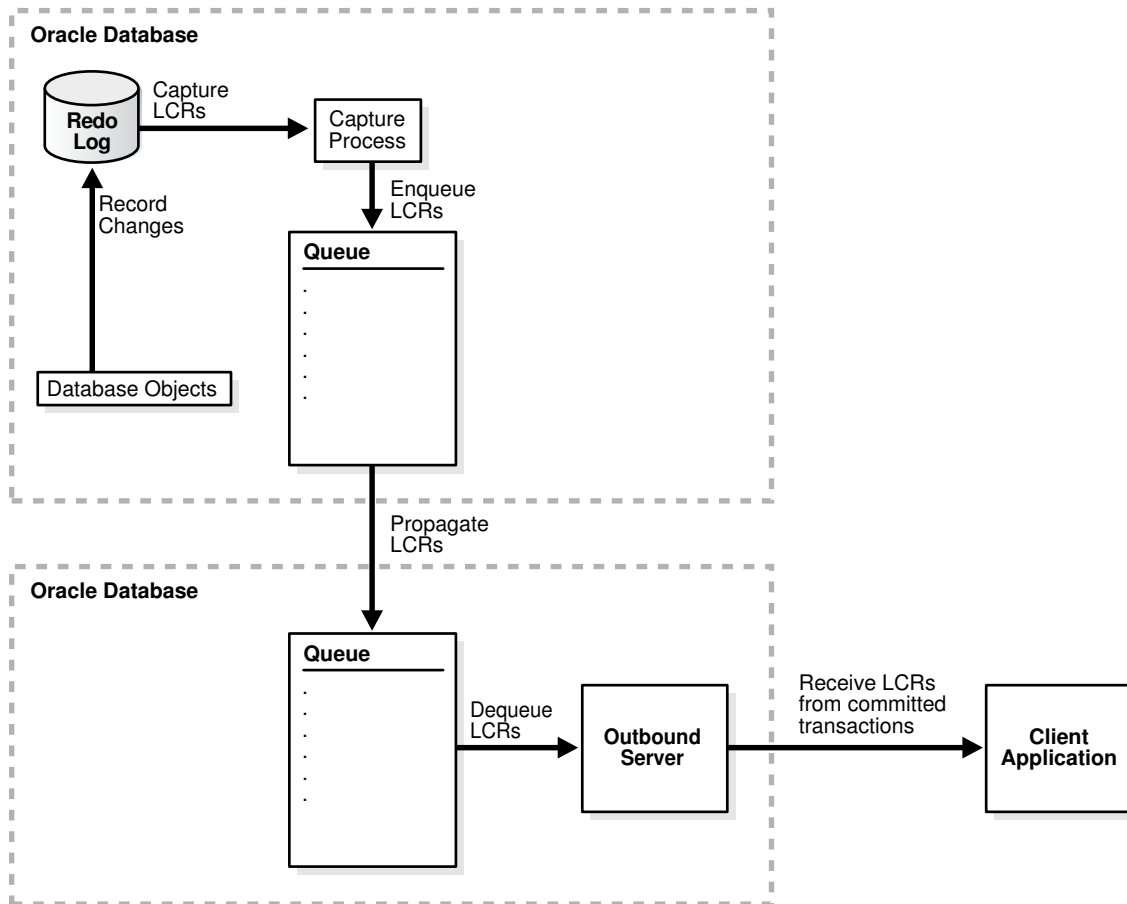 Oracle Database
Capture
LCRs
Redo
Log
Capture
Process
Record
Changes
Enqueue
LCRs
Queue
.
.
.
.
.
.
Database Objects
Propagate
LCRs
Oracle Database
Queue
.
.
.
.
.
.
Dequeue
LCRs
Outbound
Server
Receive LCRs
from committed
transactions
Client
Application